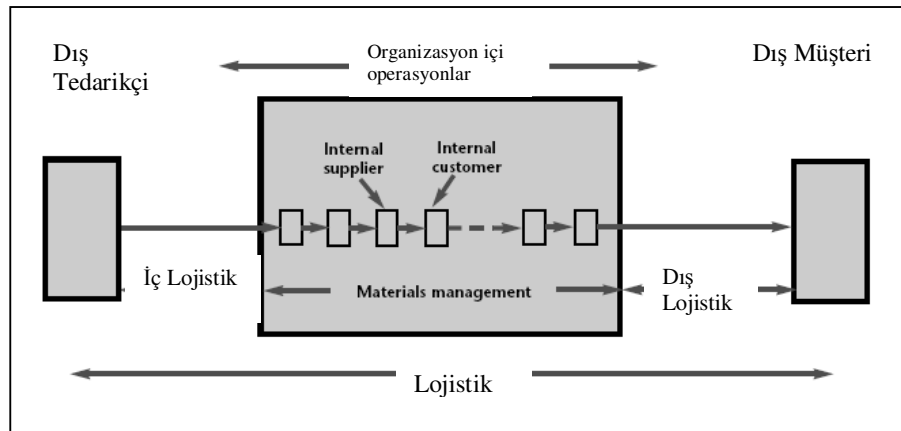 Dış
Tedarikçi
Organizasyon içi
operasyonlar
Dış Müşteri
Internal
supplier
Internal
customer
İç Lojistik
Materials management
Dış
Lojistik
Lojistik